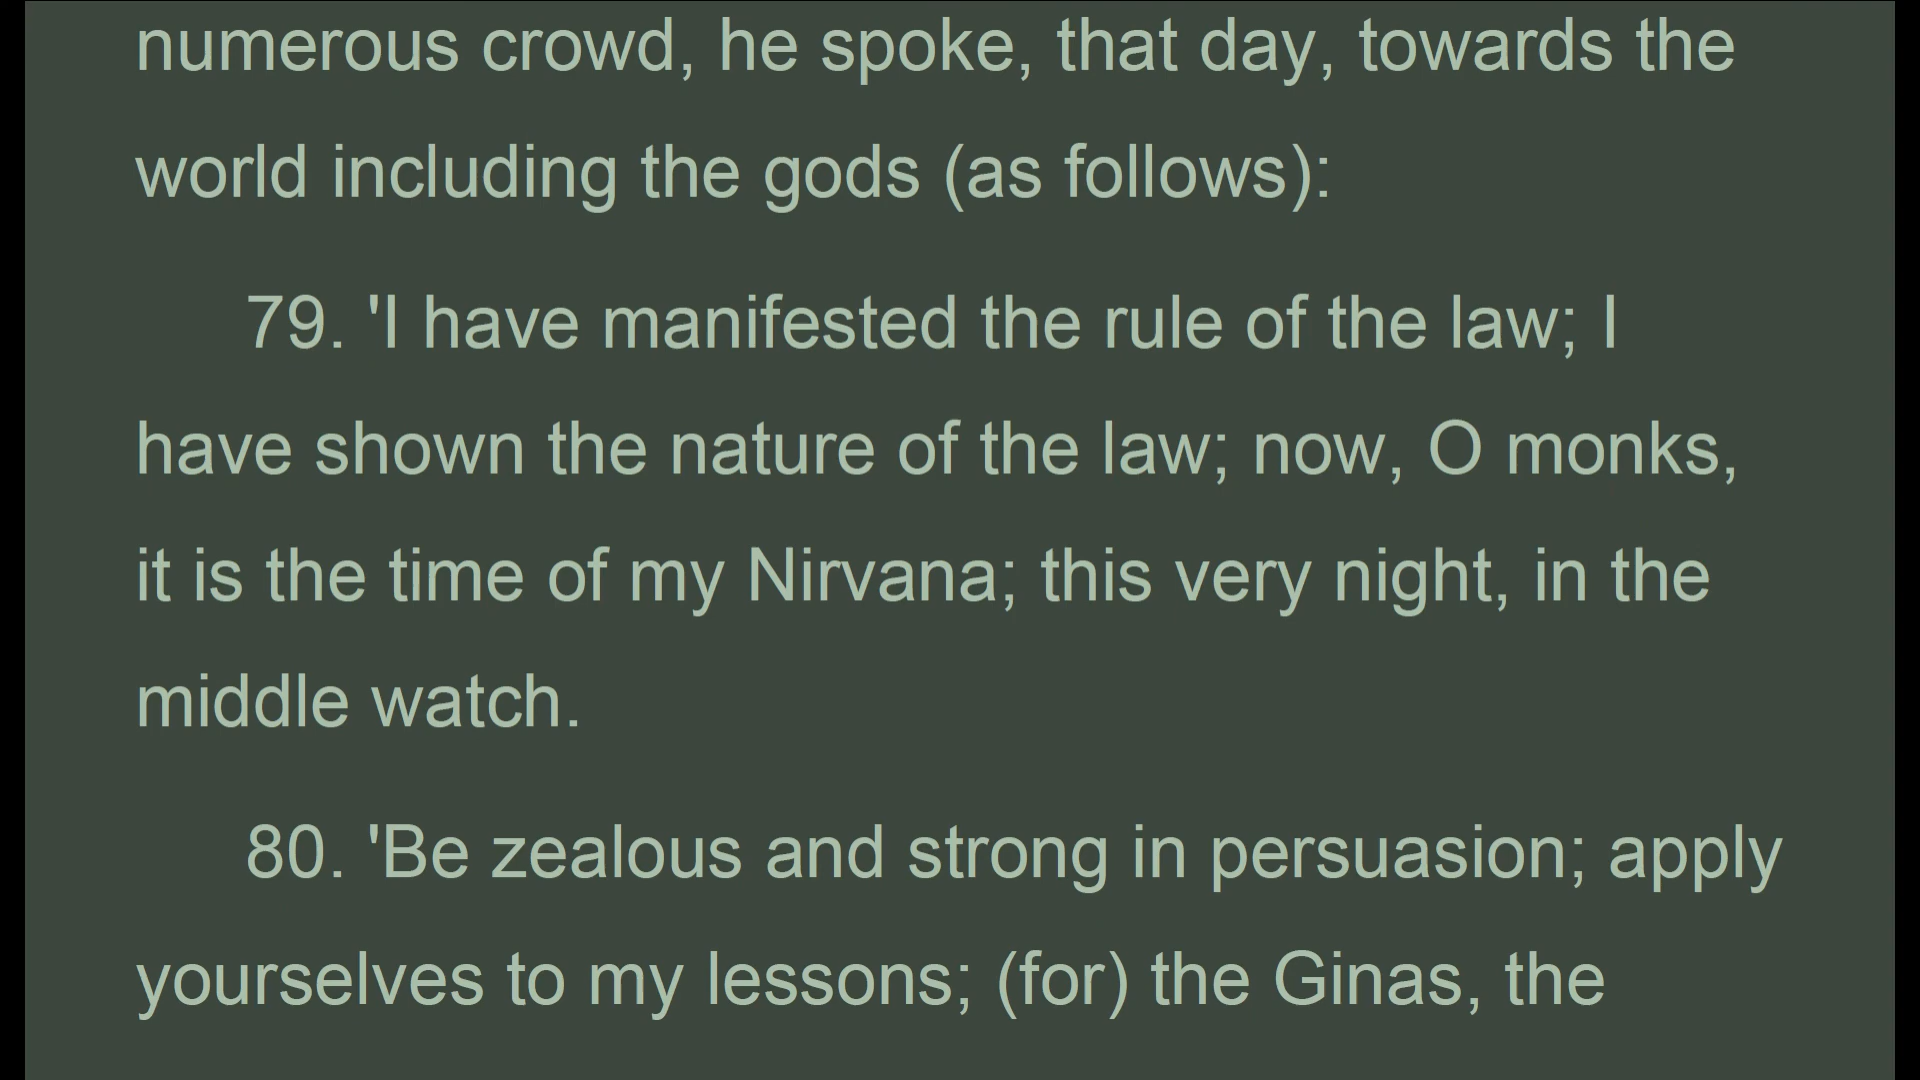 numerous crowd, he spoke, that day, towards the
world including the gods (as follows):
79. 'I have manifested the rule of the law; I
have shown the nature of the law; now, O monks,
it is the time of my Nirvana; this very night, in the
middle watch.
80. 'Be zealous and strong in persuasion; apply
yourselves to my lessons; (for) the Ginas, the